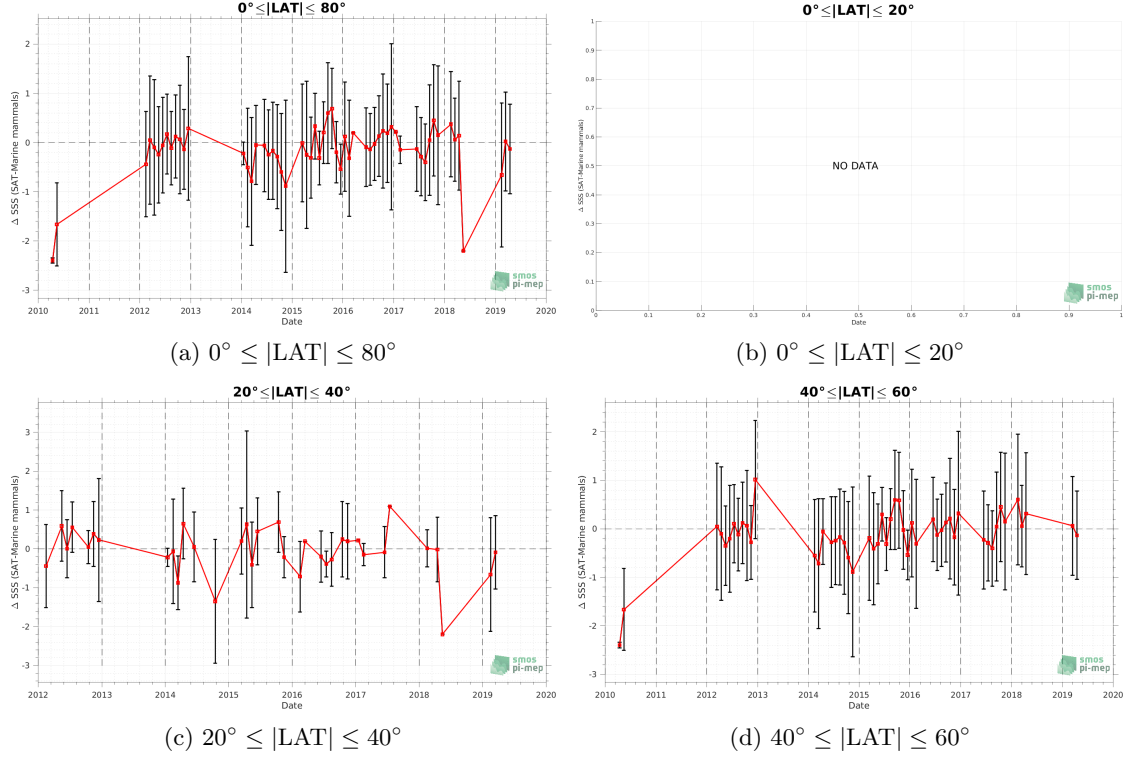 0°≤|LAT|≤ 80°
Δ SSS (SAT-Marine mammals)
2
1
0
-1
-2
-3
2010 2011 2012 2013 2014 2015 2016 2017 2018 2019 2020
Date
smos
pi-mep
(a) 0° ≤ |LAT| ≤ 80°
0°≤|LAT|≤ 20°
Δ SSS (SAT-Marine mammals)
1
0.9
0.8
0.7
0.6
0.5
0.4
0.3
0.2
0.1
0
NO DATA
0 0.1 0.2 0.3 0.4 0.5 0.6 0.7 0.8 0.9 1
Date
smos
pi-mep
(b) 0° ≤ |LAT| ≤ 20°
20°≤|LAT|≤ 40°
Δ SSS (SAT-Marine mammals)
3
2
1
0
-1
-2
-3
2012 2013 2014 2015 2016 2017 2018 2019 2020
Date
smos
pi-mep
(c) 20° ≤ |LAT| ≤ 40°
40°≤|LAT|≤ 60°
Δ SSS (SAT-Marine mammals)
2
1
0
-1
-2
-3
2010 2011 2012 2013 2014 2015 2016 2017 2018 2019 2020
Date
smos
pi-mep
(d) 40° ≤ |LAT| ≤ 60°